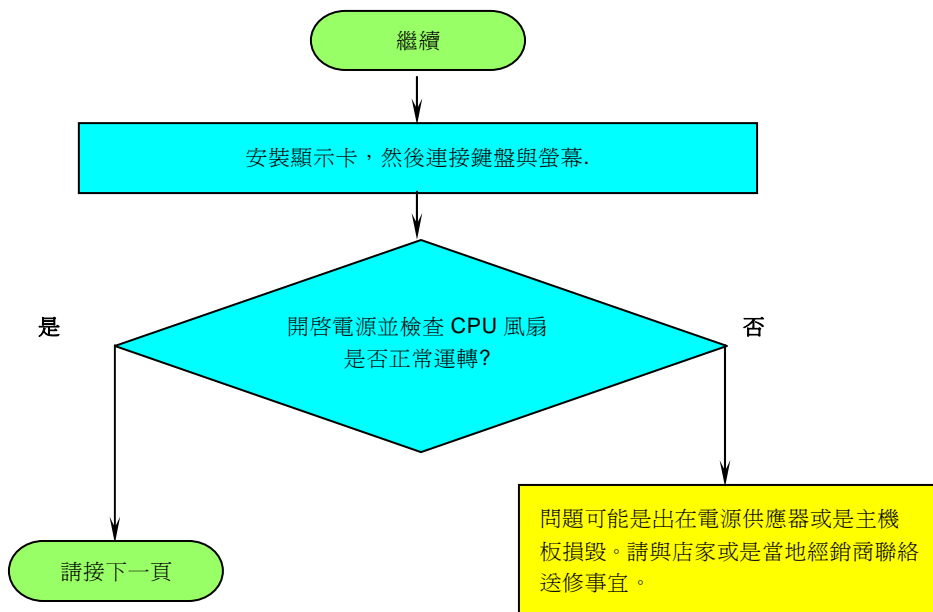 繼續
安裝顯示卡，然後連接鍵盤與螢幕.
是
開啓電源並檢查 CPU 風扇
是否正常運轉?
否
問題可能是出在電源供應器或是主機
板損毀。請與店家或是當地經銷商聯絡
送修事宜。
請接下一頁